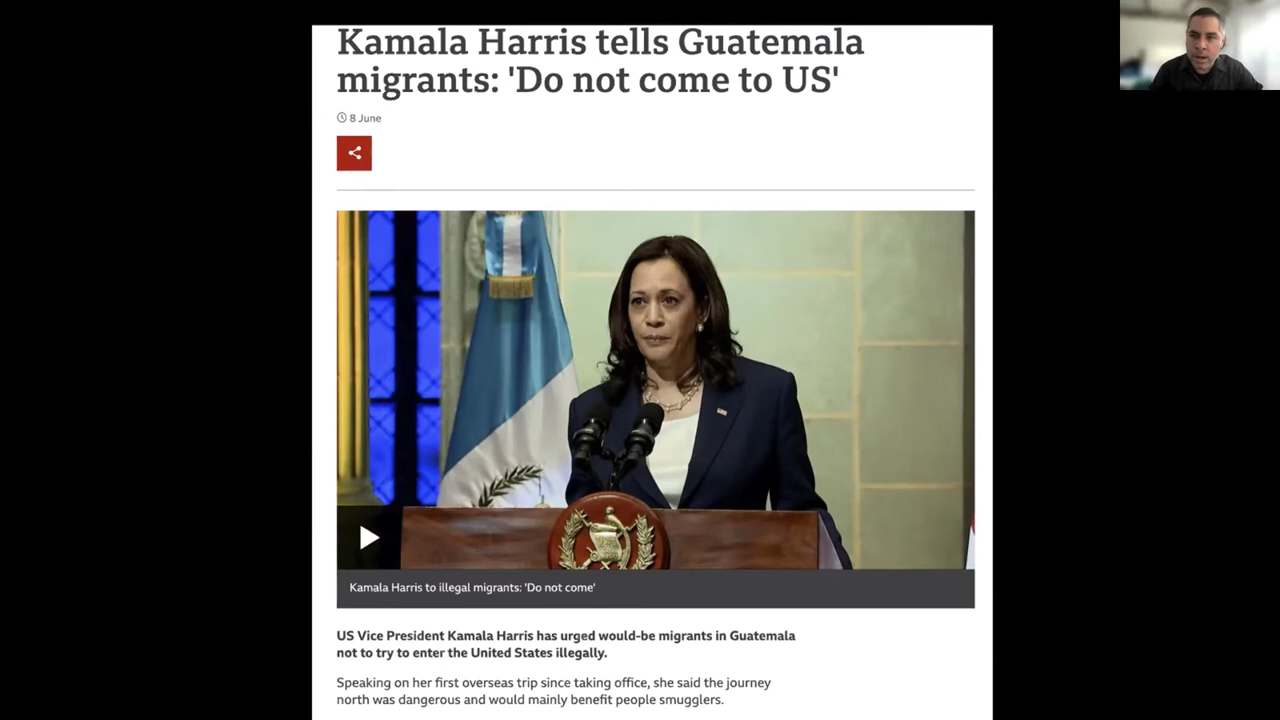 Kamala Harris tells Guatemala
migrants: 'Do not come to US'
8 June
Kamala Harris to illegal migrants: 'Do not come'
US Vice President Kamala Harris has urged would-be migrants in Guatemala
not to try to enter the United States illegally.
Speaking on her first overseas trip since taking office, she said the journey
north was dangerous and would mainly benefit people smugglers.